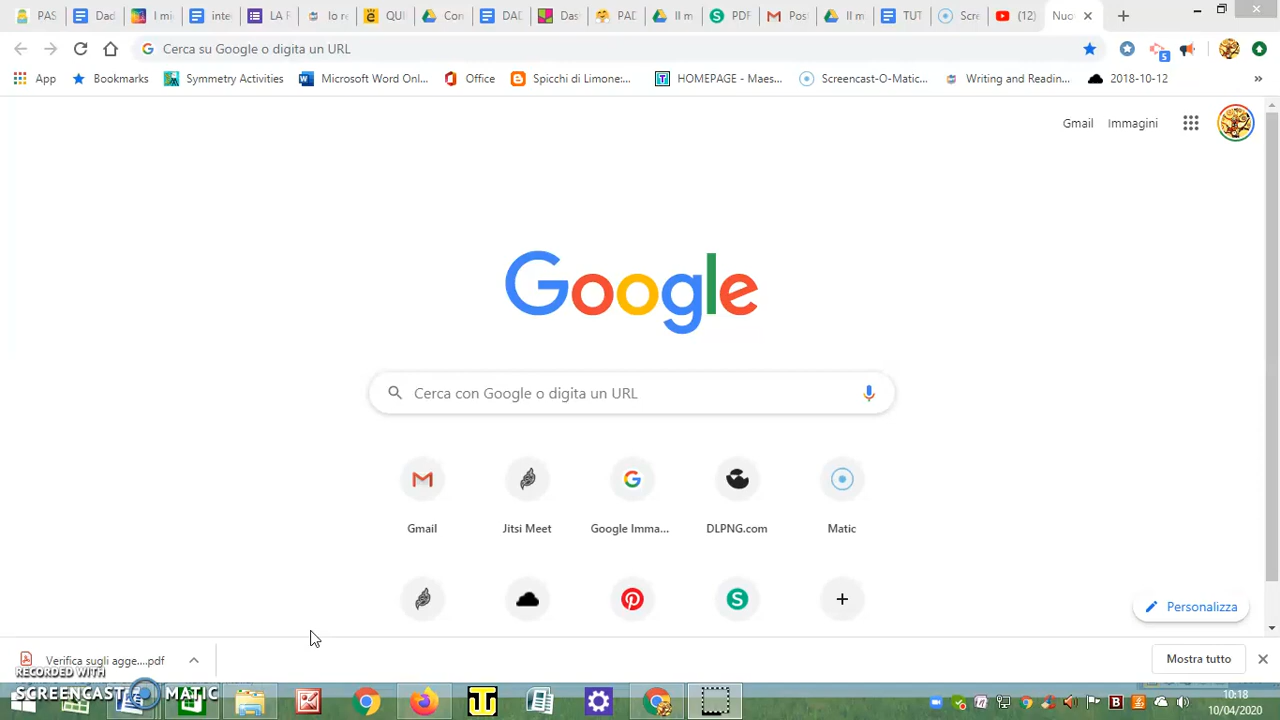 PAS
Dad
I mi
inte
LA F
Io re
QUI
Con
DAD
Das
PAD
Il m
PDF
Pos
Il m
TUT
Scre
(12)
Nuo
Cerca su Google o digita un URL
App
Bookmarks
Symmetry Activities
Microsoft Word Onl...
Office
Spicchi di Limone:...
HOMEPAGE - Maes...
Screencast-O-Matic...
Writing and Readin...
2018-10-12
»
Gmail
Immagini
Google
Cerca con Google o digita un URL
Gmail
Jitsi Meet
Google Imma...
DLPNG.com
Matic
Personalizza
Verifica sugli agge....pdf
Mostra tutto
RECORDED WITH
SCREENCAST MATIC
10:18
10/04/2020